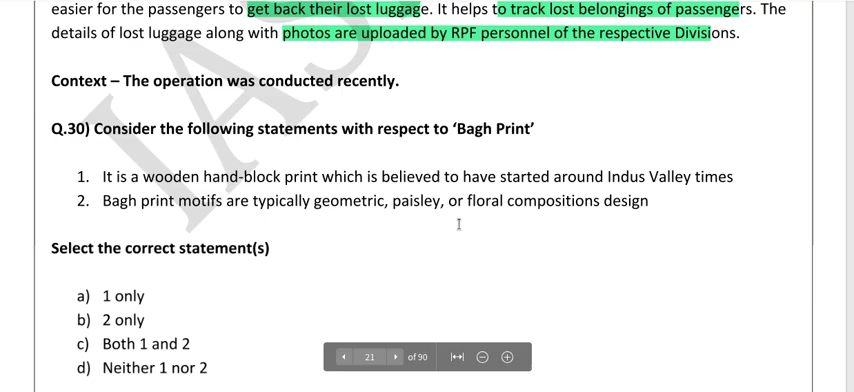 easier for the passengers to get back their lost luggage. It helps to track lost belongings of passengers. The
details of lost luggage along with photos are uploaded by RPF personnel of the respective Divisions.
Context – The operation was conducted recently.
Q.30) Consider the following statements with respect to ‘Bagh Print’
1. It is a wooden hand-block print which is believed to have started around Indus Valley times
2. Bagh print motifs are typically geometric, paisley, or floral compositions design
Select the correct statement(s)
a) 1 only
b) 2 only
c) Both 1 and 2
d) Neither 1 nor 2
21 of 90
IAS